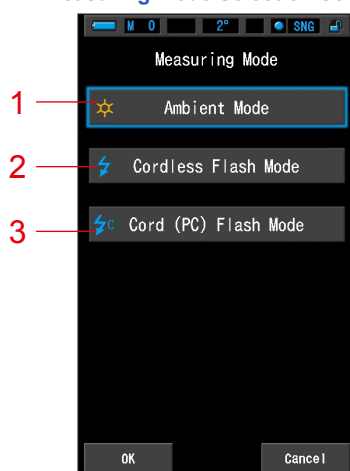 M 0 2° SNG
Measuring Mode
1 Ambient Mode
2 Cordless Flash Mode
3 C Cord (PC) Flash Mode
OK Cancel